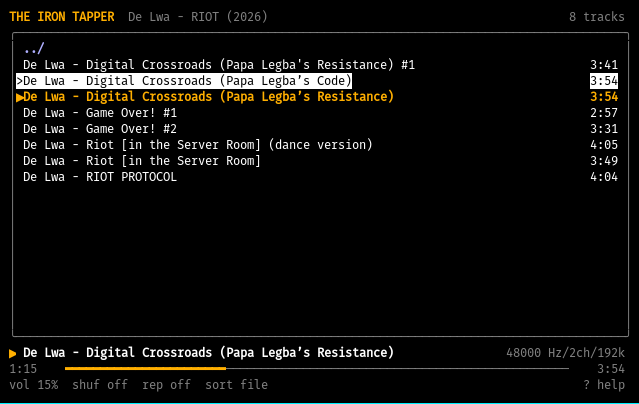 THE IRON TAPPER De Lwa - RIOT (2026) 8 tracks
../
De Lwa - Digital Crossroads (Papa Legba's Resistance) #1 3:41
>De Lwa - Digital Crossroads (Papa Legba’s Code) 3:54
▶De Lwa - Digital Crossroads (Papa Legba’s Resistance) 3:54
De Lwa - Game Over! #1 2:57
De Lwa - Game Over! #2 3:31
De Lwa - Riot [in the Server Room] (dance version) 4:05
De Lwa - Riot [in the Server Room] 3:49
De Lwa - RIOT PROTOCOL 4:04
▶ De Lwa - Digital Crossroads (Papa Legba’s Resistance) 48000 Hz/2ch/192k
1:15 3:54
vol 15% shuf off rep off sort file ? help